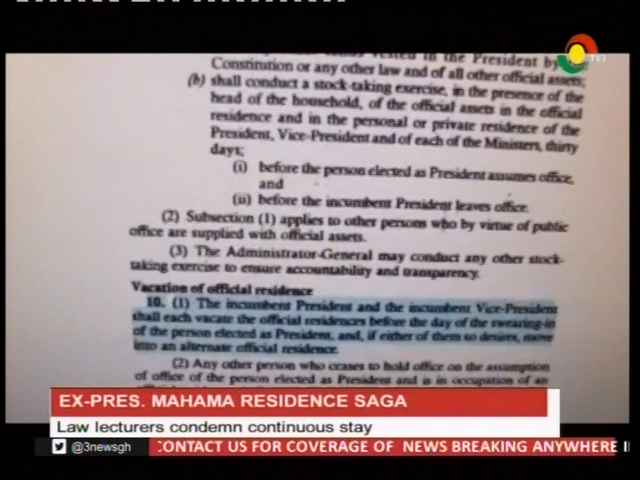 vested in the President by
Constitution or any other law and of all other official assets;
(b) shall conduct a stock-taking exercise, in the presence of the
head of the household, of the official assets in the official
residence and in the personal or private residence of the
President, Vice-President and of each of the Ministers, thirty
days;
(i) before the person elected as President assumes office,
and
(ii) before the incumbent President leaves office.
(2) Subsection (1) applies to other persons who by virtue of public
office are supplied with official assets.
(3) The Administrator-General may conduct any other stock-
taking exercise to ensure accountability and transparency.
Vacation of official residence
10. (1) The incumbent President and the incumbent Vice-President
shall each vacate the official residences before the day of the swearing-in
of the person elected as President, and, if either of them so desires, move
into an alternate official residence.
(2) Any other person who ceases to hold office on the assumption
of office of the person elected as President and is in occupation of an
TV3
EX-PRES. MAHAMA RESIDENCE SAGA
Law lecturers condemn continuous stay
@3newsgh CONTACT US FOR COVERAGE OF NEWS BREAKING ANYWHERE I